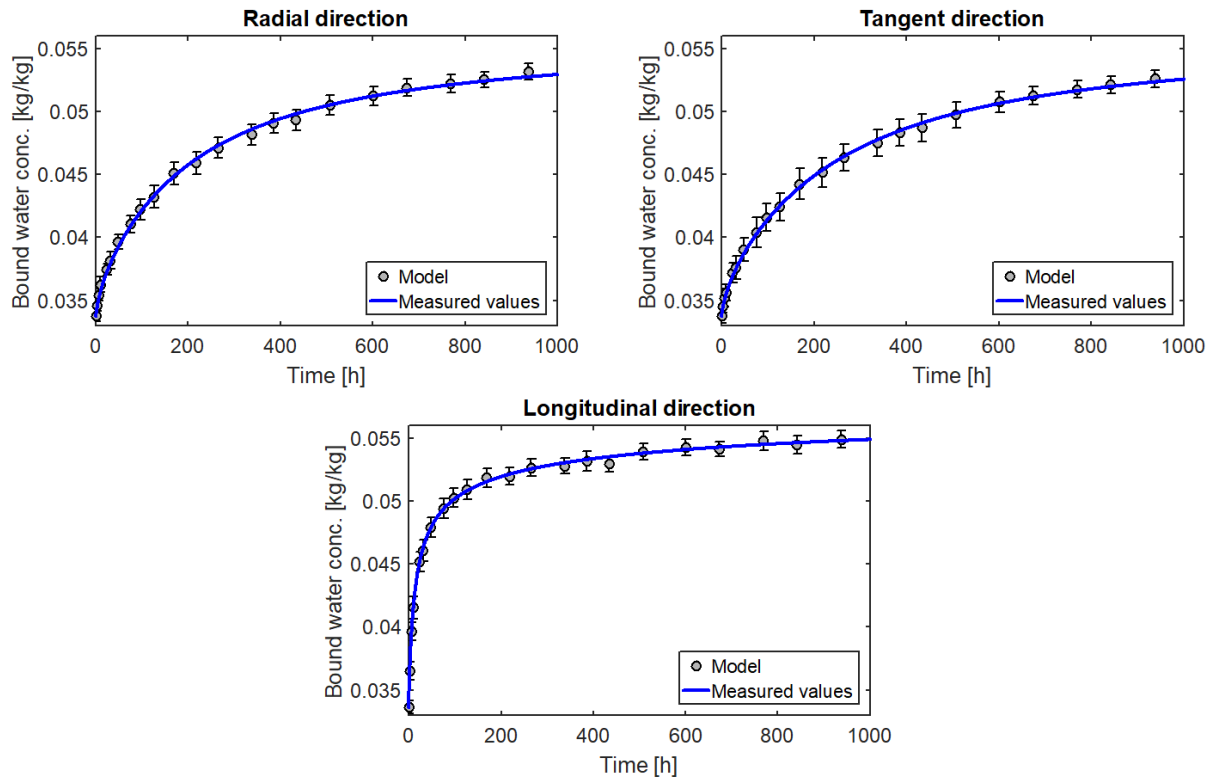 Radial direction
Bound water conc. [kg/kg]
0.055
0.05
0.045
0.04
0.035
0 200 400 600 800 1000
Time [h]
Model
Measured values
Tangent direction
Bound water conc. [kg/kg]
0.055
0.05
0.045
0.04
0.035
0 200 400 600 800 1000
Time [h]
Model
Measured values
Longitudinal direction
Bound water conc. [kg/kg]
0.055
0.05
0.045
0.04
0.035
0 200 400 600 800 1000
Time [h]
Model
Measured values